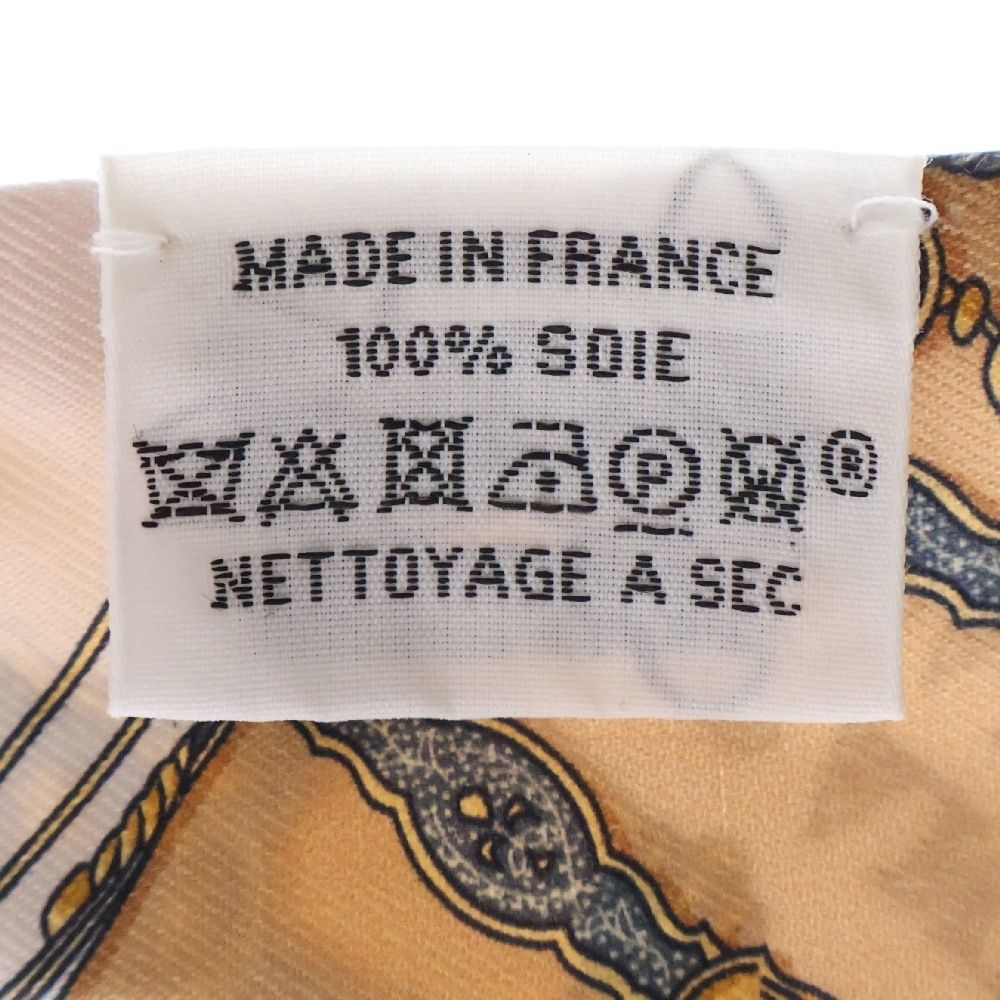 MADE IN FRANCE
100% SOIE
P ®
NETTOYAGE A SEC